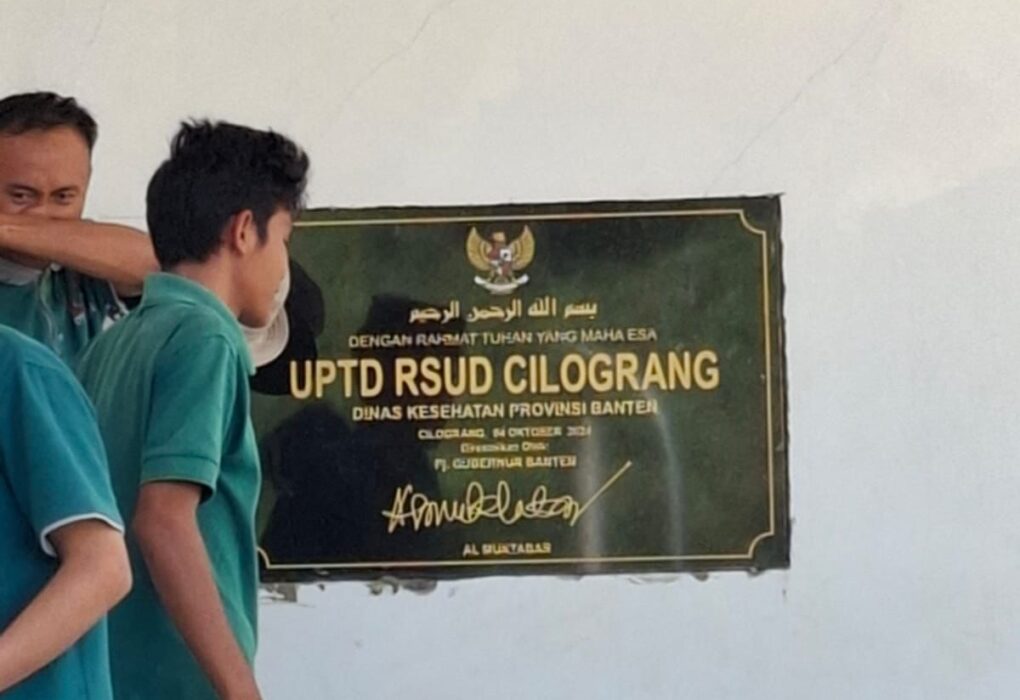 بسم الله الرحمن الرحيم
DENGAN RAHMAT TUHAN YANG MAHA ESA
UPTD RSUD CILOGRANG
DINAS KESEHATAN PROVINSI BANTEN
CILOGRANG, 04 OKTOBER 2024
Diresmikan Oleh:
Pj. GUBERNUR BANTEN
AL MUKTABAR